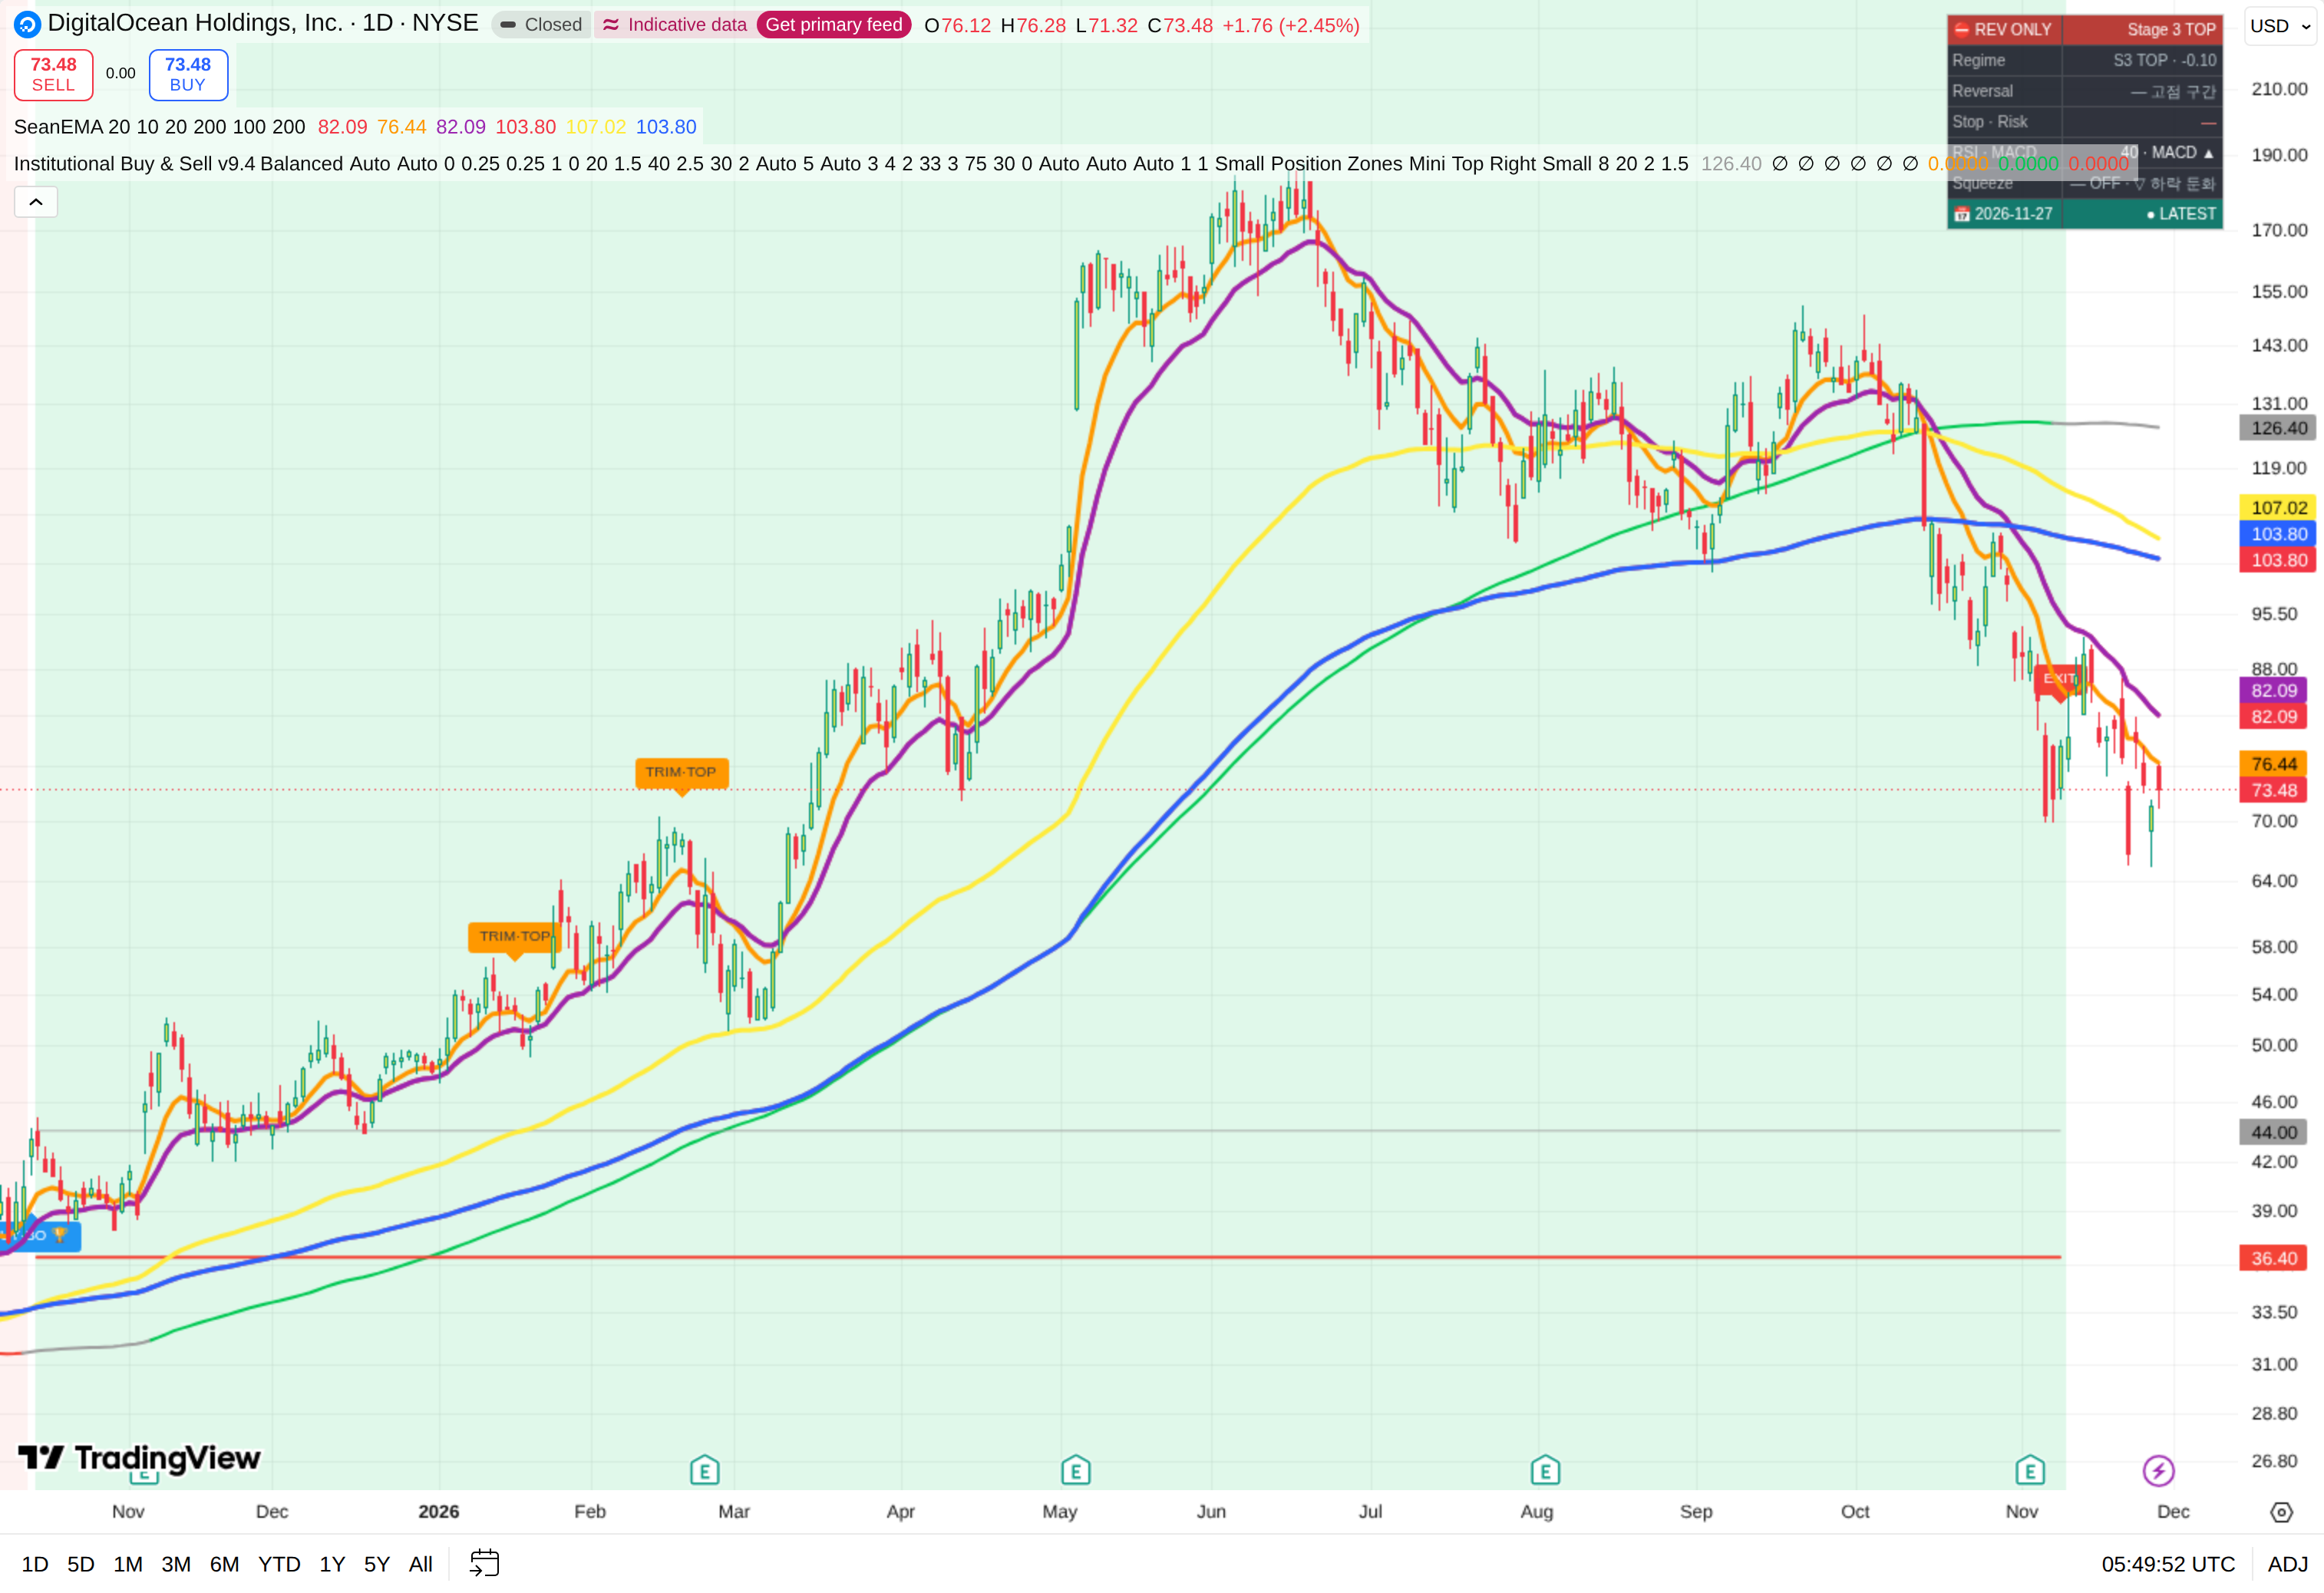 DigitalOcean Holdings, Inc. · 1D · NYSE Closed Indicative data Get primary feed O76.12 H76.28 L71.32 C73.48 +1.76 (+2.45%)
73.48 SELL
0.00
73.48 BUY
SeanEMA 20 10 20 200 100 200 82.09 76.44 82.09 103.80 107.02 103.80
Institutional Buy & Sell v9.4 Balanced Auto Auto 0 0.25 0.25 1 0 20 1.5 40 2.5 30 2 Auto 5 Auto 3 4 2 33 3 75 30 0 Auto Auto Auto 1 1 Small Position Zones Mini Top Right Small 8 20 2 1.5 126.40 ∅ ∅ ∅ ∅ ∅ ∅ 0.0000 0.0000 0.0000
REV ONLY Stage 3 TOP
Regime S3 TOP · -0.10
Reversal — 고점 구간
Stop · Risk —
RSI · MACD 40 · MACD ▲
Squeeze — OFF · ▽ 하락 둔화
2026-11-27 ● LATEST
USD
210.00
190.00
170.00
155.00
143.00
131.00
126.40
119.00
107.02
103.80
103.80
95.50
88.00
82.09
82.09
76.44
73.48
70.00
64.00
58.00
54.00
50.00
46.00
44.00
42.00
39.00
36.40
33.50
31.00
28.80
26.80
EXIT
TRIM-TOP
TRIM-TOP
TradingView
E
E
E
E
E
Nov Dec 2026 Feb Mar Apr May Jun Jul Aug Sep Oct Nov Dec
1D 5D 1M 3M 6M YTD 1Y 5Y All
05:49:52 UTC ADJ